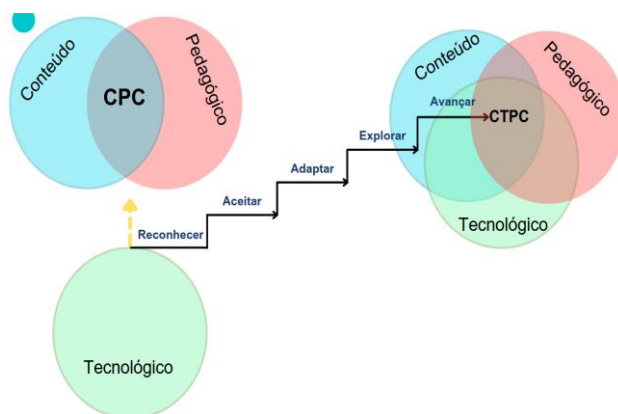 Conteúdo
Pedagógico
CPC
Reconhecer
Aceitar
Adaptar
Explorar
Avançar
Tecnológico
Conteúdo
Pedagógico
CTPC
Tecnológico